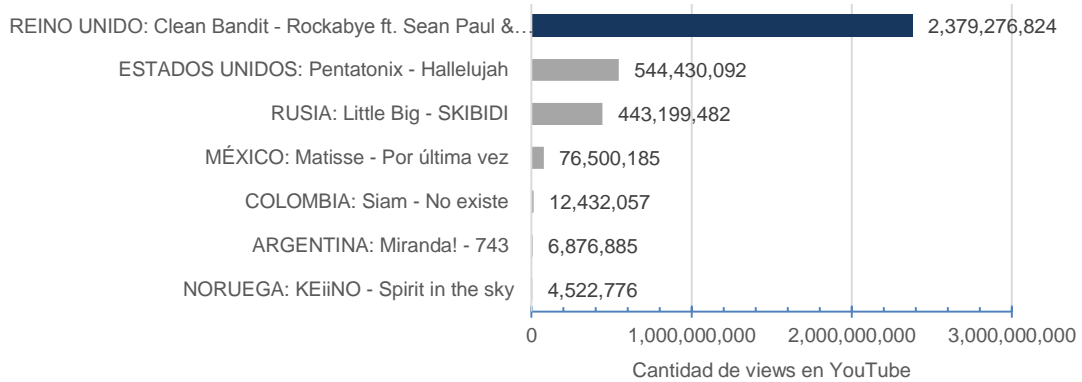 REINO UNIDO: Clean Bandit - Rockabye ft. Sean Paul &… 2,379,276,824
ESTADOS UNIDOS: Pentatonix - Hallelujah 544,430,092
RUSIA: Little Big - SKIBIDI 443,199,482
MÉXICO: Matisse - Por última vez 76,500,185
COLOMBIA: Siam - No existe 12,432,057
ARGENTINA: Miranda! - 743 6,876,885
NORUEGA: KEiiNO - Spirit in the sky 4,522,776
0 1,000,000,000 2,000,000,000 3,000,000,000
Cantidad de views en YouTube